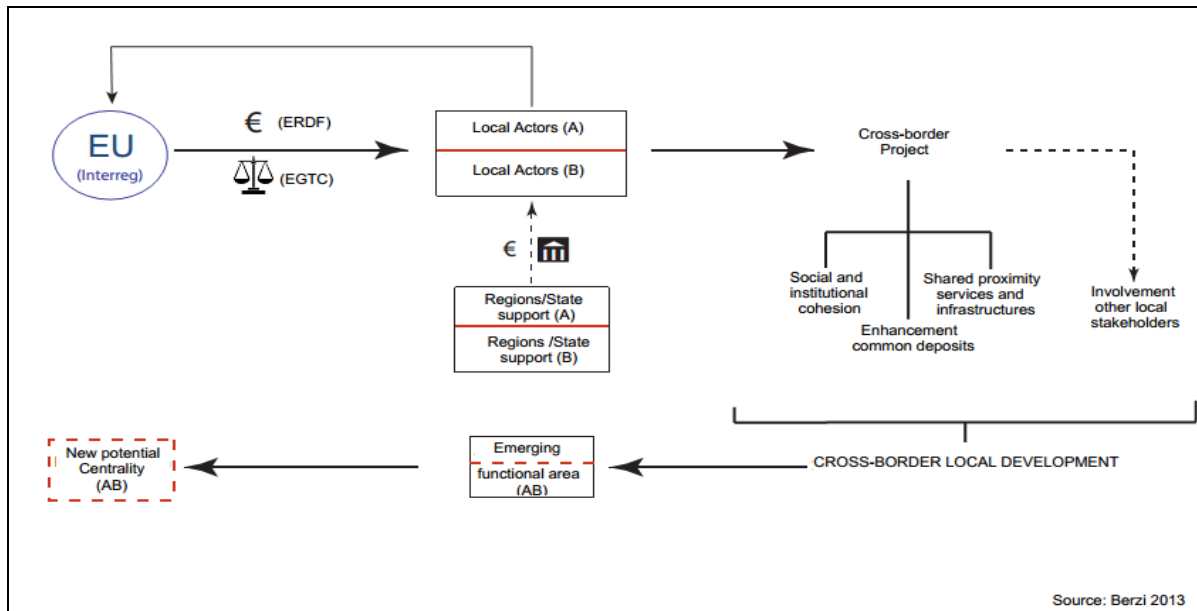 EU
(Interreg)
€ (ERDF)
(EGTC)
Local Actors (A)
Local Actors (B)
€
Regions/State
support (A)
Regions /State
support (B)
Cross-border
Project
Social and
institutional
cohesion
Enhancement
common deposits
Shared proximity
services and
infrastructures
Involvement
other local
stakeholders
CROSS-BORDER LOCAL DEVELOPMENT
Emerging
functional area
(AB)
New potential
Centrality
(AB)
Source: Berzi 2013